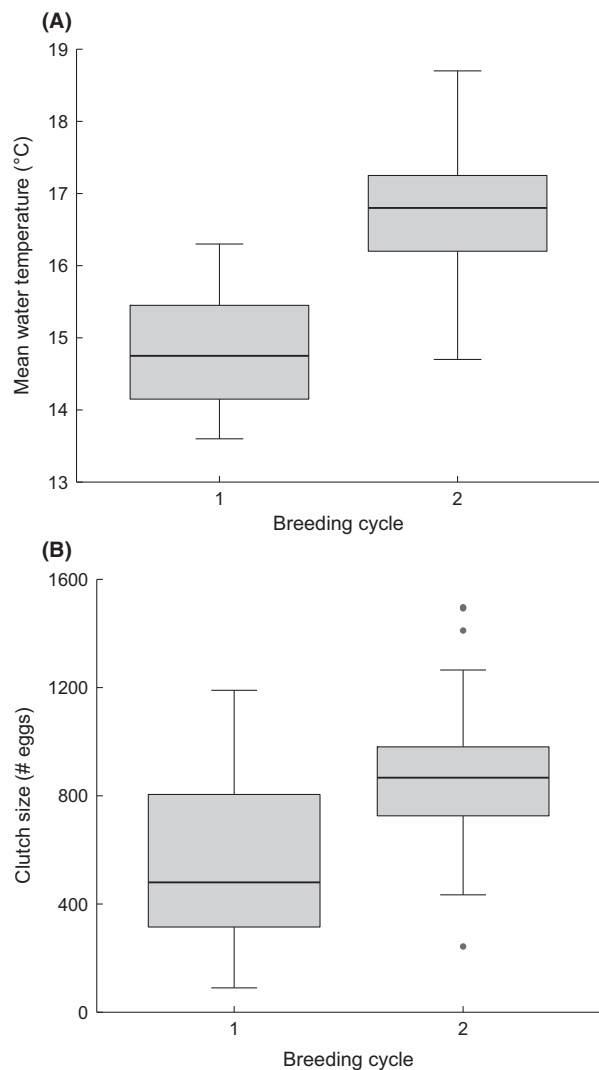 (A)
19
18
17
16
15
14
13
Mean water temperature (°C)
1 2
Breeding cycle
(B)
1600
1200
800
400
0
Clutch size (# eggs)
1 2
Breeding cycle